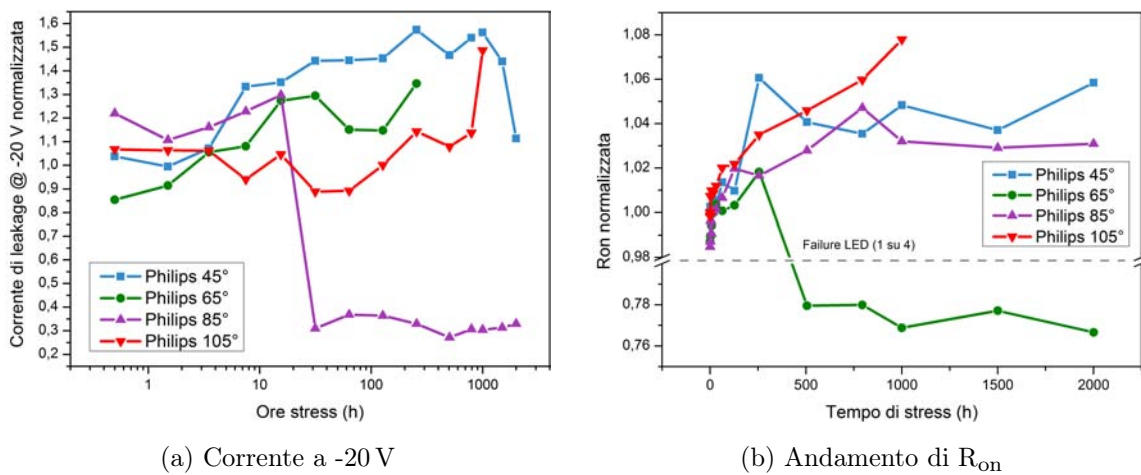 1,6
1,5
1,4
1,3
1,2
1,1
1,0
0,9
0,8
0,7
0,6
0,5
0,4
0,3
0,2
Corrente di leakage @ -20 V normalizzata
Philips 45°
Philips 65°
Philips 85°
Philips 105°
1
10
100
1000
Ore stress (h)
(a) Corrente a -20 V
1,08
1,06
1,04
1,02
1,00
0,98
0,78
0,76
Ron normalizzata
Philips 45°
Philips 65°
Philips 85°
Philips 105°
Failure LED (1 su 4)
0
500
1000
1500
2000
Tempo di stress (h)
(b) Andamento di Ron